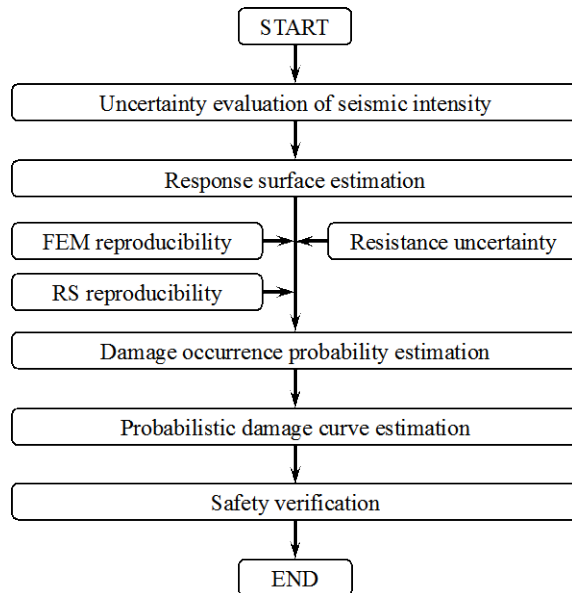 START
Uncertainty evaluation of seismic intensity
Response surface estimation
FEM reproducibility
Resistance uncertainty
RS reproducibility
Damage occurrence probability estimation
Probabilistic damage curve estimation
Safety verification
END